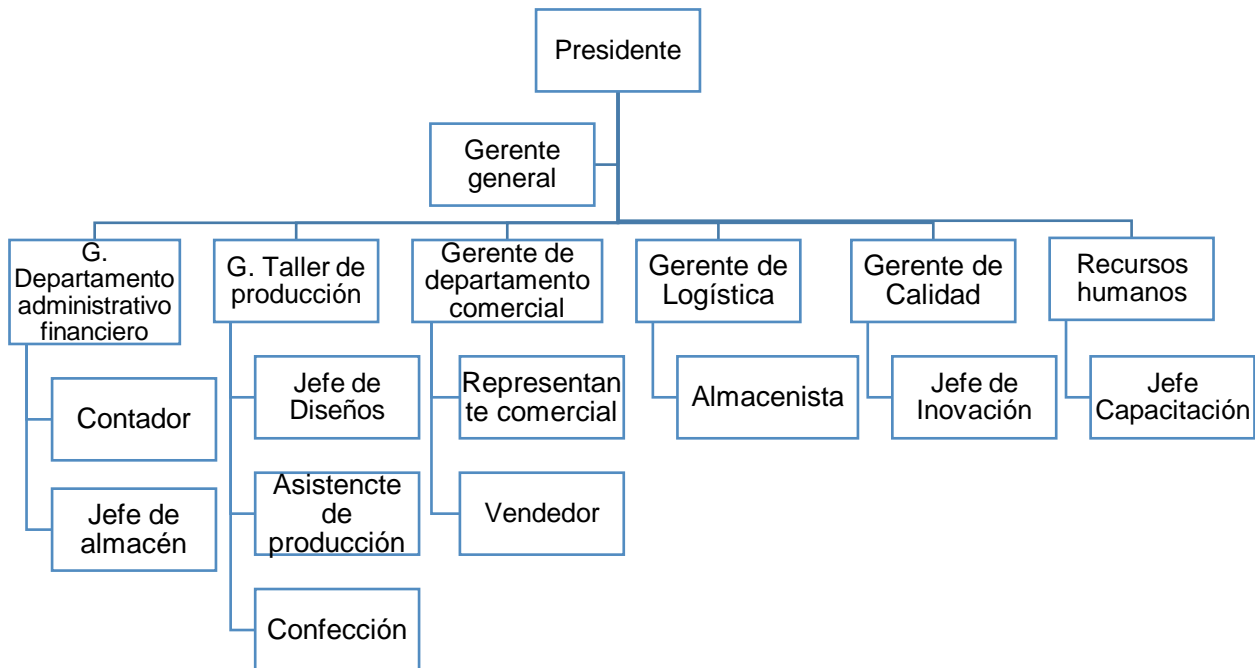 Presidente
Gerente
general
G.
Departamento
administrativo
financiero
G. Taller de
producción
Gerente de
departamento
comercial
Gerente de
Logística
Gerente de
Calidad
Recursos
humanos
Contador
Jefe de
almacén
Jefe de
Diseños
Asistencte
de
producción
Confección
Representan
te comercial
Vendedor
Almacenista
Jefe de
Inovación
Jefe
Capacitación